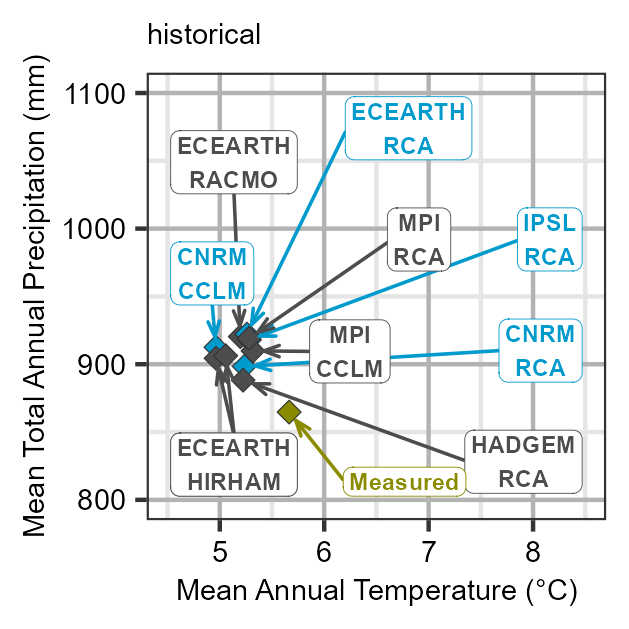 historical
Mean Total Annual Precipitation (mm)
1100
1000
900
800
ECEARTH
RCA
ECEARTH
RACMO
MPI
RCA
IPSL
RCA
CNRM
CCLM
MPI
CCLM
CNRM
RCA
ECEARTH
HIRHAM
HADGEM
RCA
Measured
5 6 7 8
Mean Annual Temperature (°C)